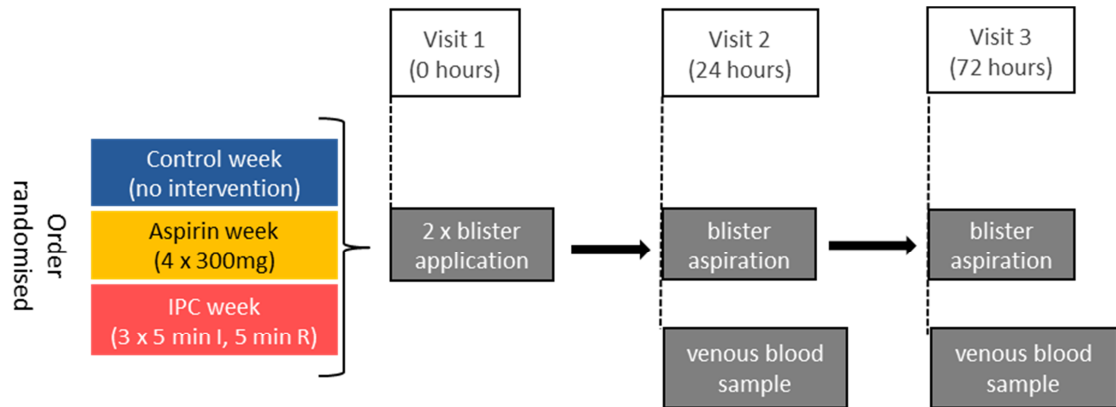 Order
randomised
Control week
(no intervention)
Aspirin week
(4 x 300mg)
IPC week
(3 x 5 min I, 5 min R)
Visit 1
(0 hours)
2 x blister
application
Visit 2
(24 hours)
blister
aspiration
venous blood
sample
Visit 3
(72 hours)
blister
aspiration
venous blood
sample